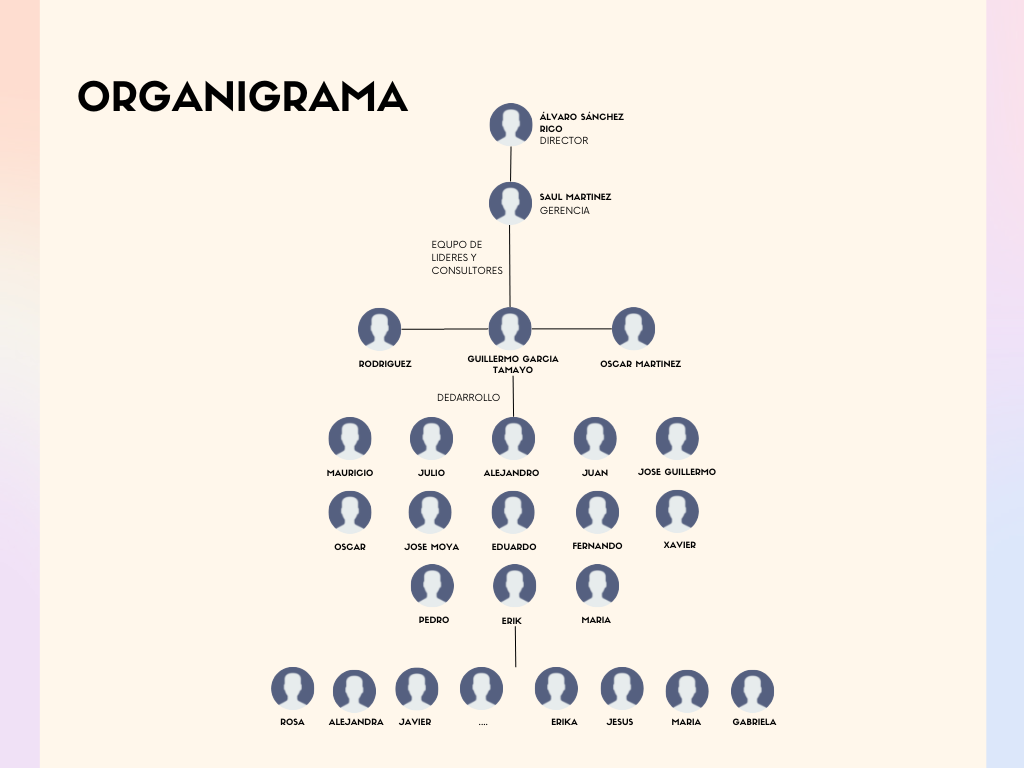 ORGANIGRAMA
ÁLVARO SÁNCHEZ
RICO
DIRECTOR
SAUL MARTINEZ
GERENCIA
EQUPO DE
LIDERES Y
CONSULTORES
RODRIGUEZ
GUILLERMO GARCIA
TAMAYO
OSCAR MARTINEZ
DEDARROLLO
MAURICIO
JULIO
ALEJANDRO
JUAN
JOSE GUILLERMO
OSCAR
JOSE MOYA
EDUARDO
FERNANDO
XAVIER
PEDRO
ERIK
MARIA
ROSA
ALEJANDRA
JAVIER
....
ERIKA
JESUS
MARIA
GABRIELA